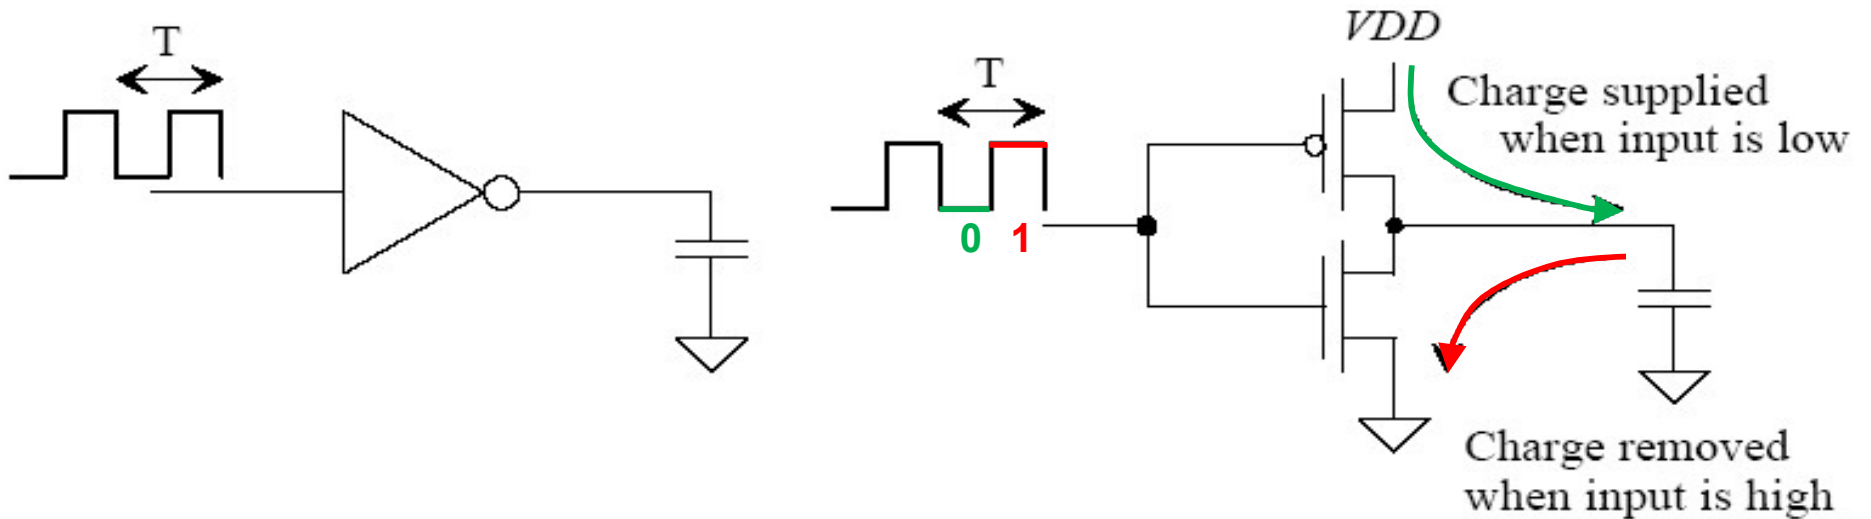 T
T
0 1
VDD
Charge supplied
when input is low
Charge removed
when input is high